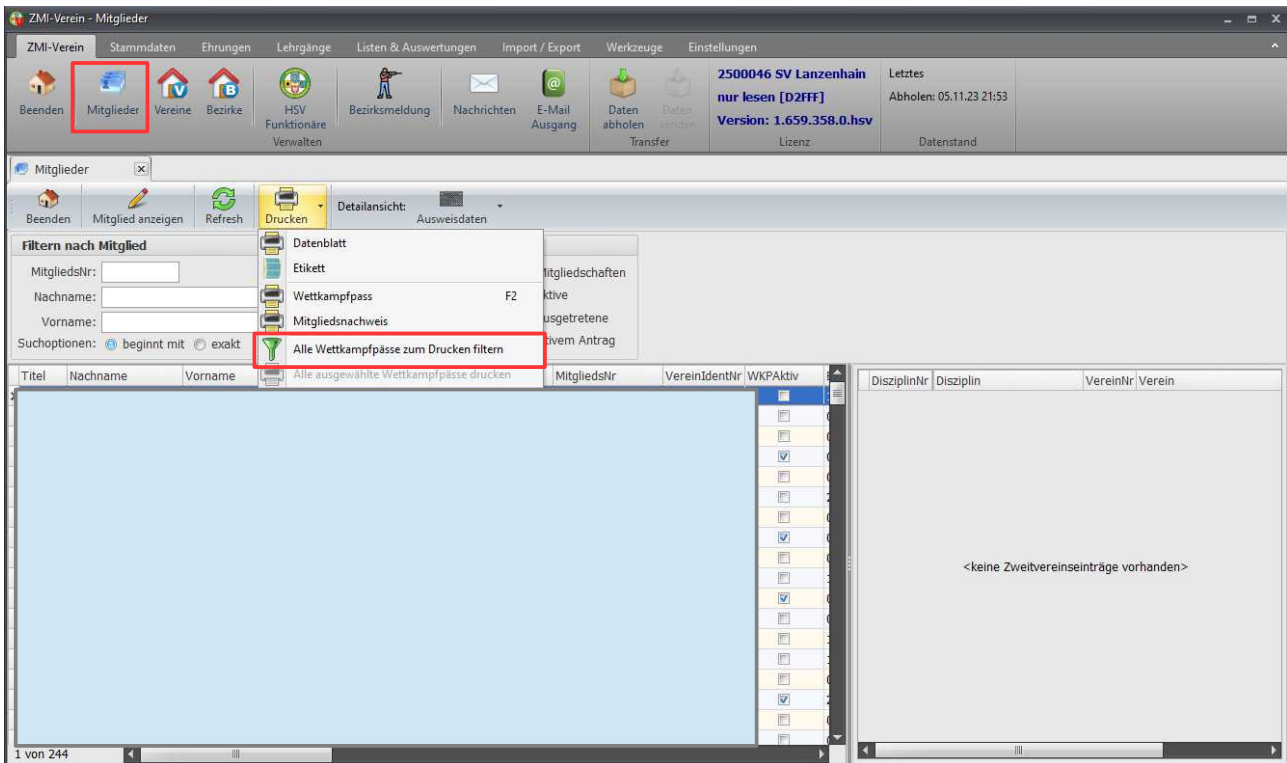 ZMI-Verein - Mitglieder
ZMI-Verein Stammdaten Ehrungen Lehrgänge Listen & Auswertungen Import / Export Werkzeuge Einstellungen
Beenden Mitglieder Vereine Bezirke HSV Funktionäre Bezirksmeldung Nachrichten E-Mail Ausgang Daten abholen Daten senden
Verwalten Transfer
2500046 SV Lanzenhain
nur lesen [D2FFF]
Version: 1.659.358.0.hsv
Lizenz
Letztes
Abholen: 05.11.23 21:53
Datenstand
Mitglieder
Beenden Mitglied anzeigen Refresh Drucken Detailansicht: Ausweisdaten
Datenblatt
Etikett
Wettkampfpass F2
Mitgliedsnachweis
Alle Wettkampfpässe zum Drucken filtern
Alle ausgewählte Wettkampfpässe drucken
Filtern nach Mitglied
MitgliedsNr:
Nachname:
Vorname:
Suchoptionen: beginnt mit exakt
itgliedschaften
ktive
usgetretene
tivem Antrag
Titel Nachname Vorname MitgliedsNr VereinIdentNr WKPAktiv
DisziplinNr Disziplin VereinNr Verein
<keine Zweitvereinseinträge vorhanden>
1 von 244